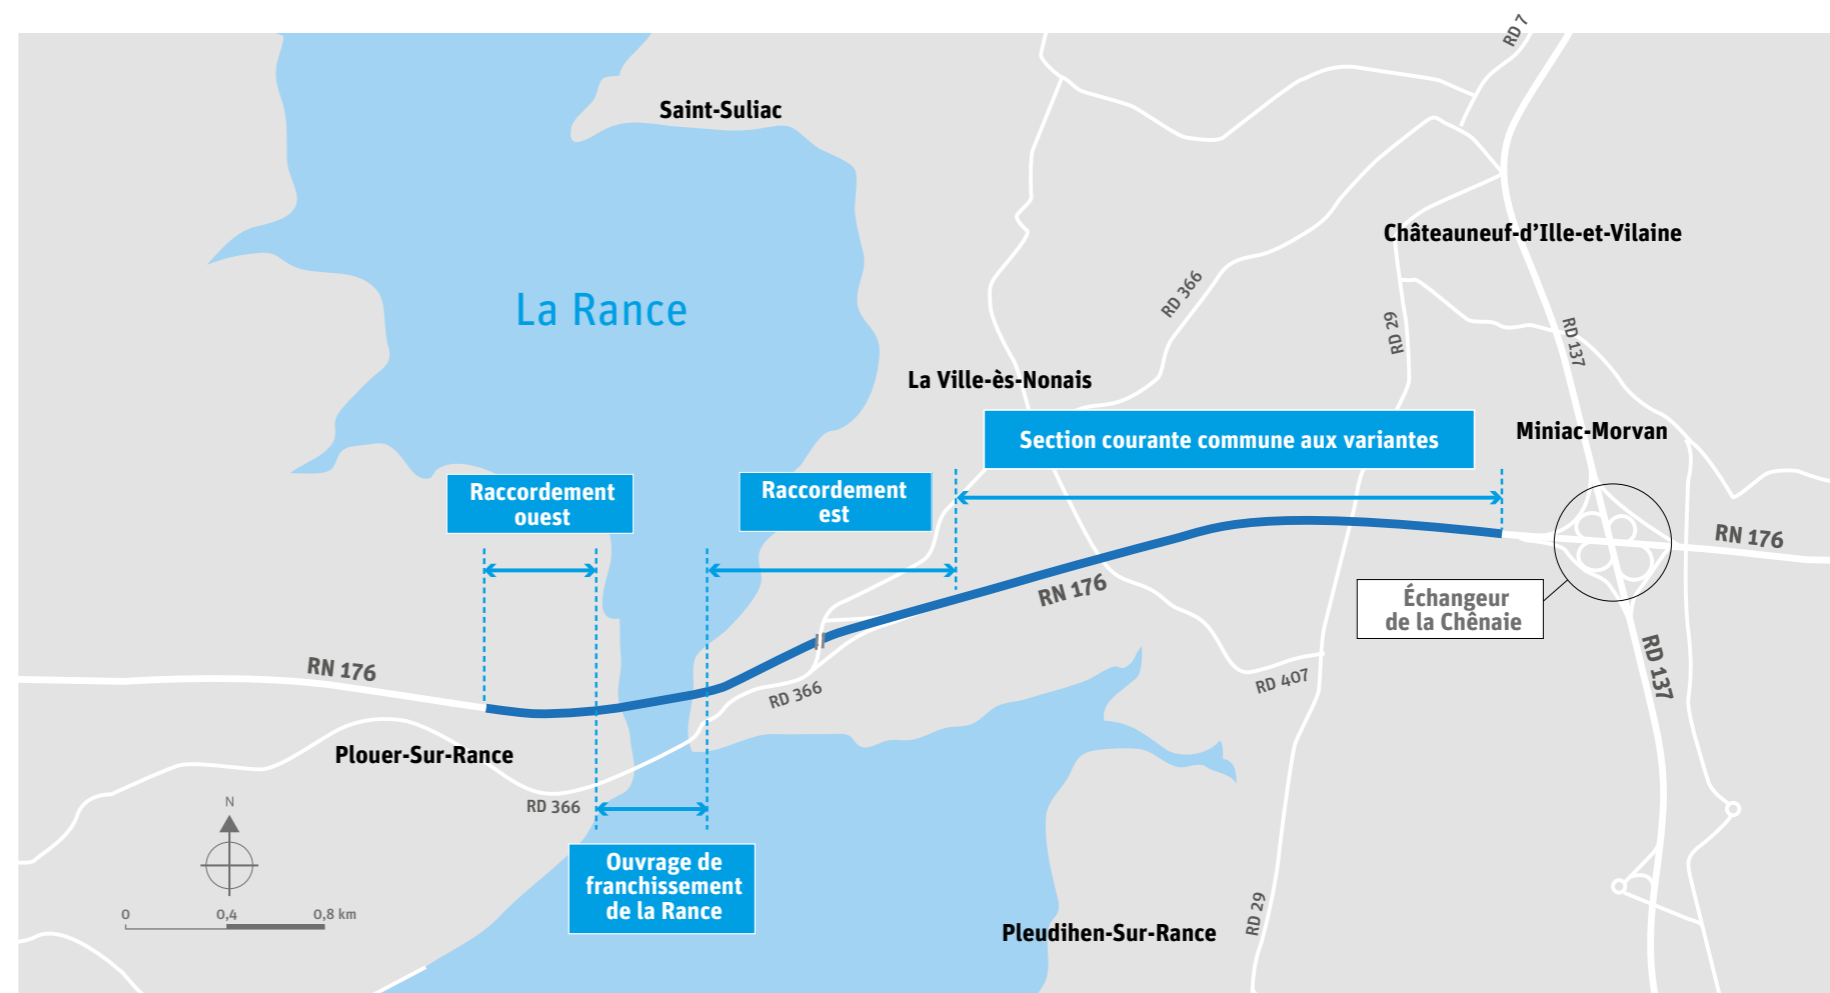 RD 7
Saint-Suliac
Châteauneuf-d'Ille-et-Vilaine
La Rance
RD 366
RD 29
RD 137
La Ville-ès-Nonais
Section courante commune aux variantes
Miniac-Morvan
Raccordement
ouest
Raccordement
est
RN 176
RN 176
Échangeur
de la Chênaie
RN 176
RD 366
RD 407
RD 137
Plouer-Sur-Rance
RD 366
N
Ouvrage de
franchissement
de la Rance
0 0,4 0,8 km
RD 29
Pleudihen-Sur-Rance